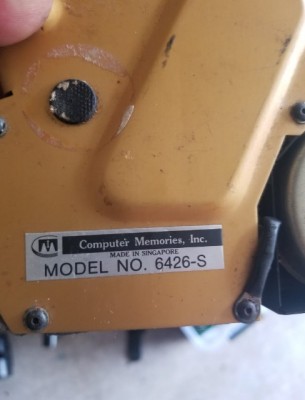 Computer Memories, Inc.
MADE IN SINGAPORE
MODEL NO. 6426-S